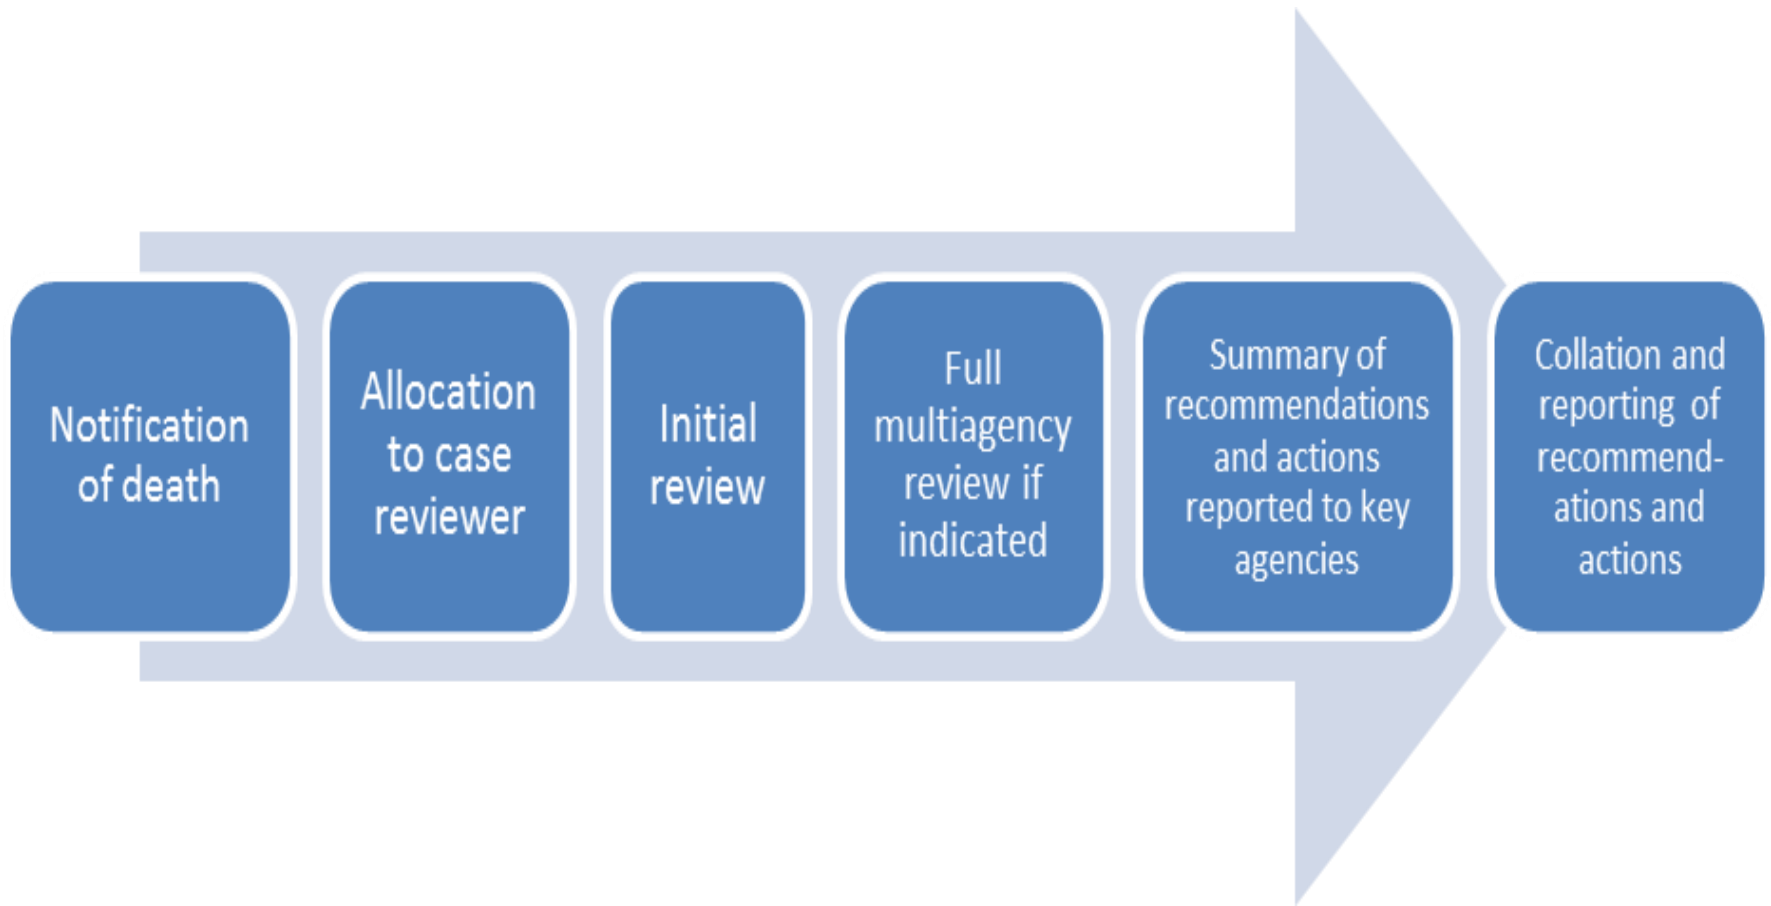 Notification
of death
Allocation
to case
reviewer
Initial
review
Full
multiagency
review if
indicated
Summary of
recommendations
and actions
reported to key
agencies
Collation and
reporting of
recommend-
ations and
actions